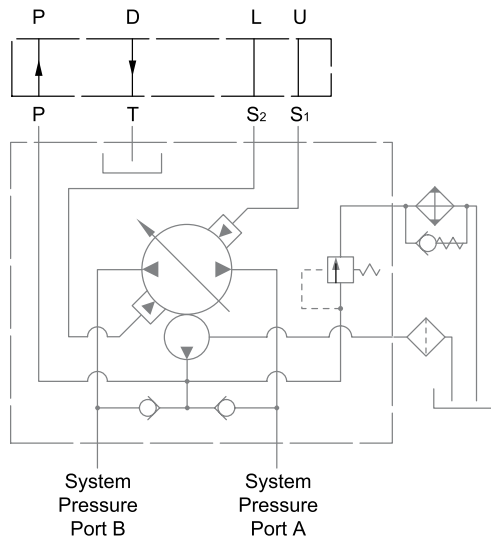 P D L U
P T S2 S1
System Pressure Port B
System Pressure Port A